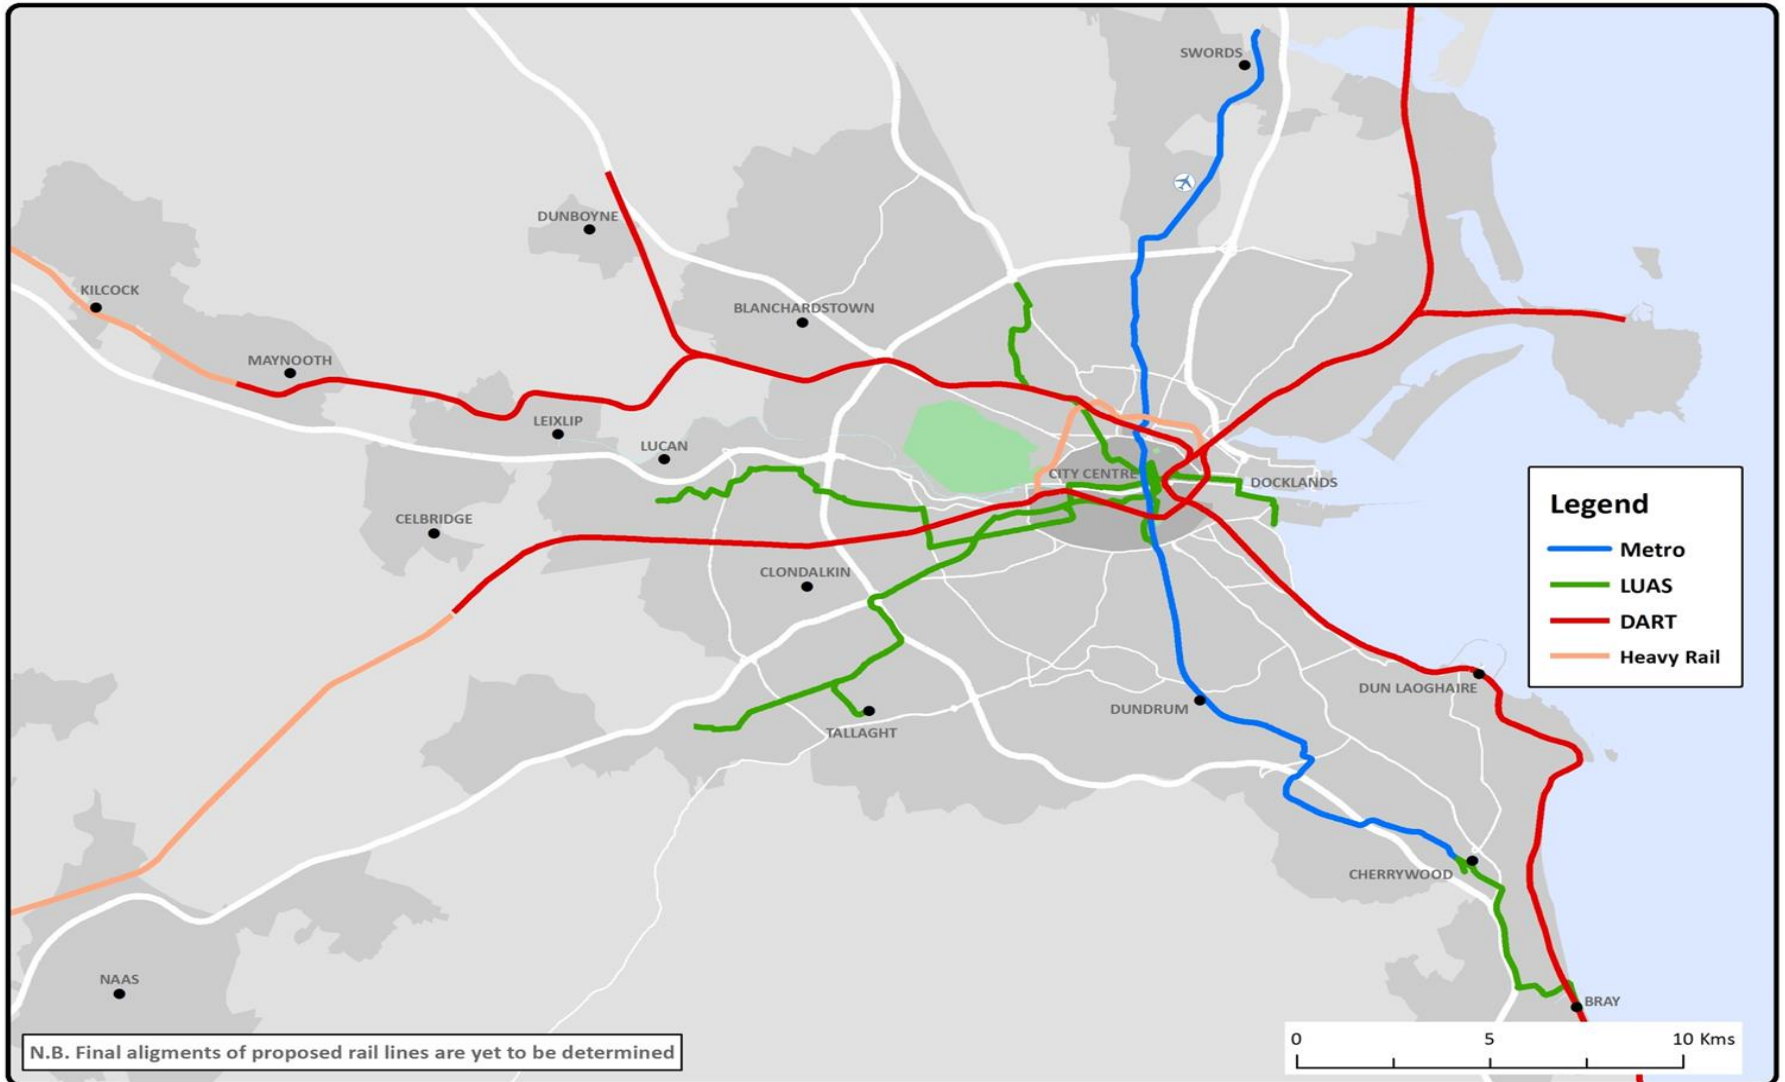 SWORDS
DUNBOYNE
KILCOCK
BLANCHARDSTOWN
MAYNOOTH
LEIXLIP
LUCAN
CITY CENTRE
DOCKLANDS
CELBRIDGE
CLONDALKIN
Legend
Metro
LUAS
DART
Heavy Rail
DUN LAOGHAIRE
DUNDRUM
TALLAGHT
CHERRYWOOD
NAAS
BRAY
0 5 10 Kms
N.B. Final aligments of proposed rail lines are yet to be determined